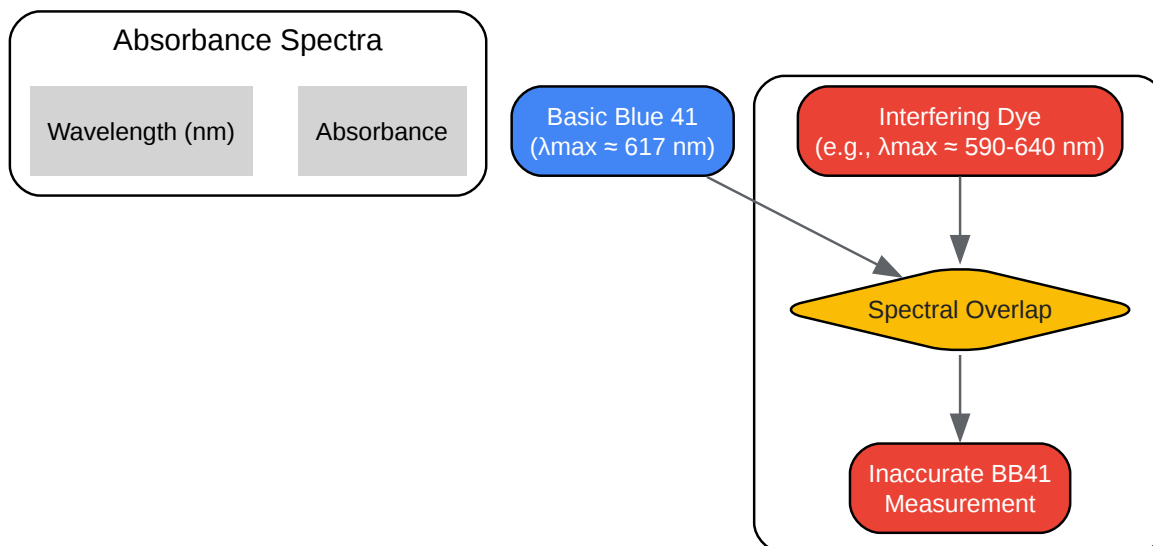 Absorbance Spectra
Wavelength (nm)
Absorbance
Basic Blue 41
(λmax ≈ 617 nm)
Interfering Dye
(e.g., λmax ≈ 590-640 nm)
Spectral Overlap
Inaccurate BB41
Measurement